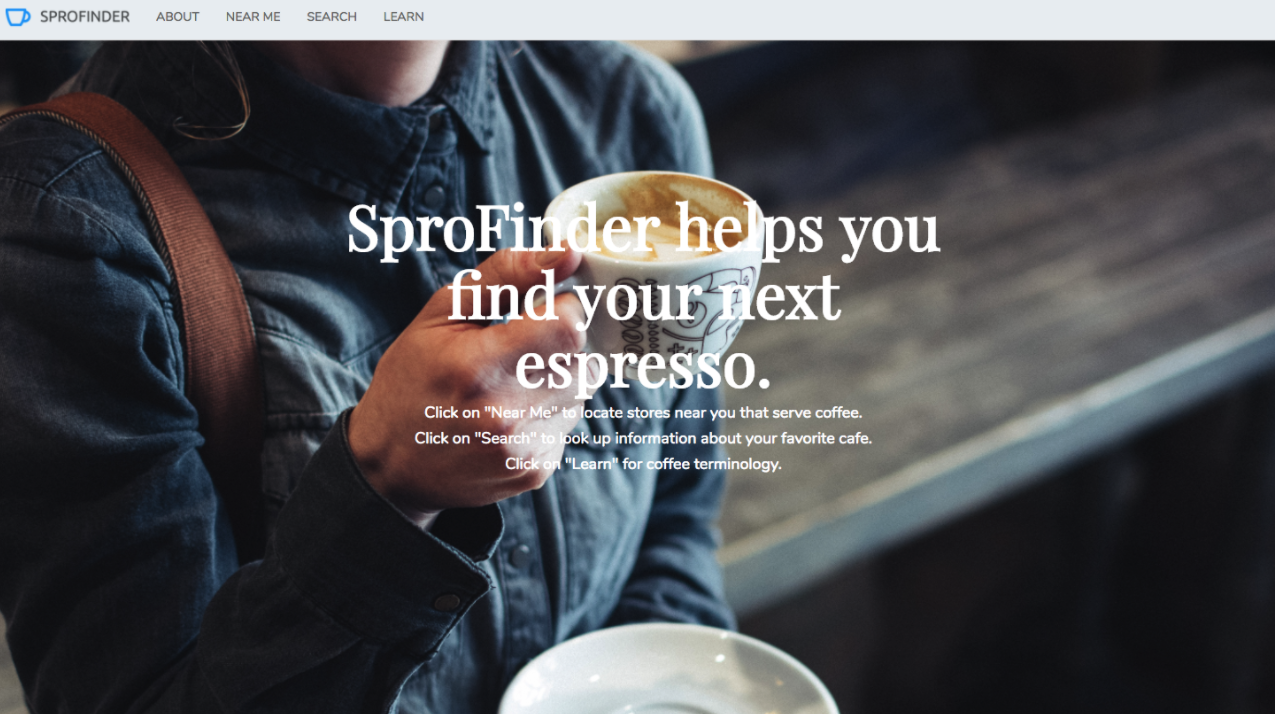 SPROFINDER ABOUT NEAR ME SEARCH LEARN
SproFinder helps you
find your next
espresso.
Click on "Near Me" to locate stores near you that serve coffee.
Click on "Search" to look up information about your favorite cafe.
Click on "Learn" for coffee terminology.